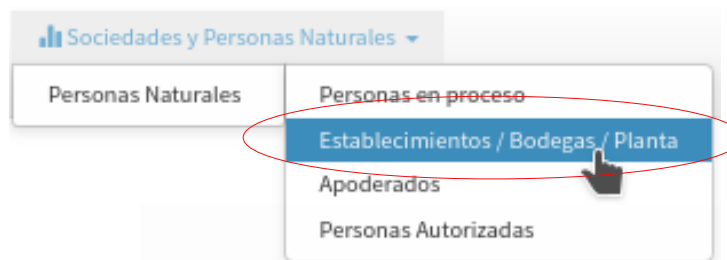 Sociedades y Personas Naturales
Personas Naturales
Personas en proceso
Establecimientos / Bodegas / Planta
Apoderados
Personas Autorizadas